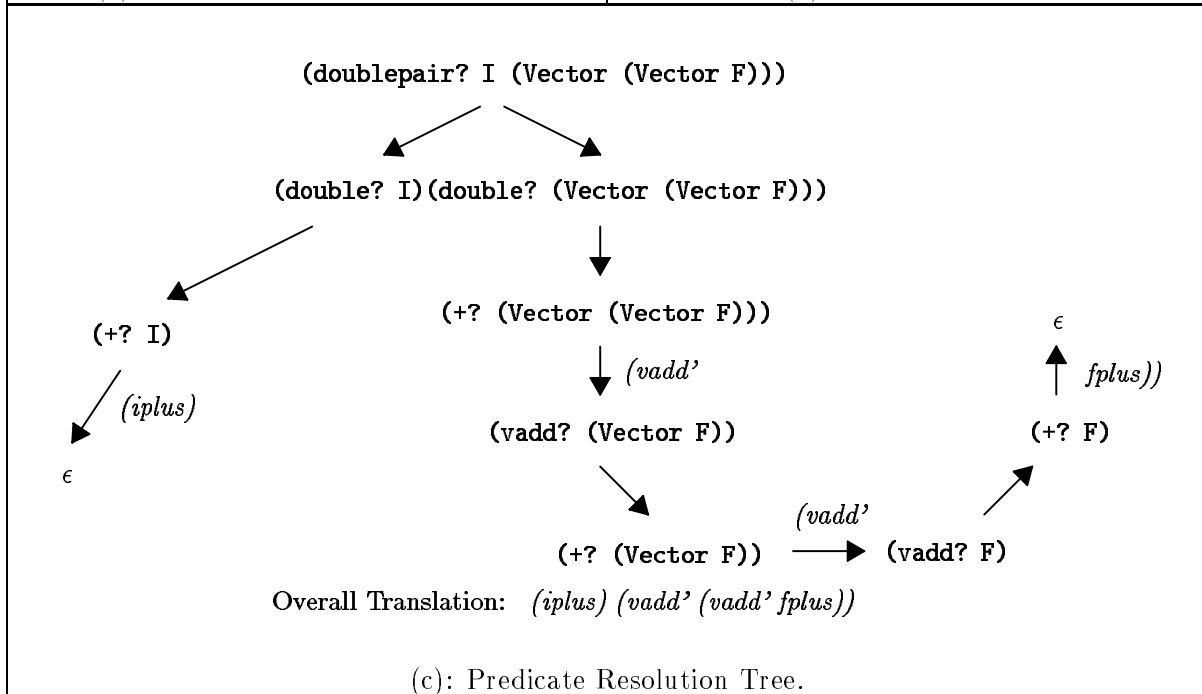 (doublepair? I (Vector (Vector F)))
(double? I)(double? (Vector (Vector F)))
(+? (Vector (Vector F)))
(+? I)
ϵ
(vadd'
fplus))
(iplus)
(vadd? (Vector F))
(+? F)
ϵ
(vadd'
(+? (Vector F))
(vadd? F)
Overall Translation: (iplus) (vadd' (vadd' fplus))
(c): Predicate Resolution Tree.